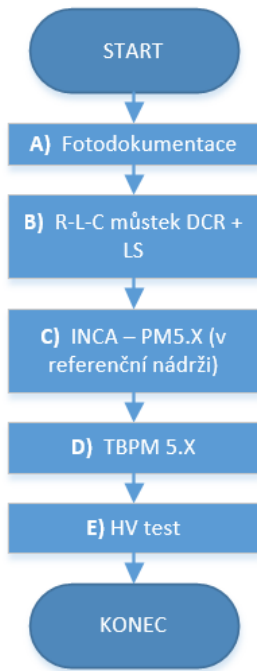 START
A) Fotodokumentace
B) R-L-C můstek DCR +
LS
C) INCA – PM5.X (v
referenční nádrži)
D) TBPM 5.X
E) HV test
KONEC